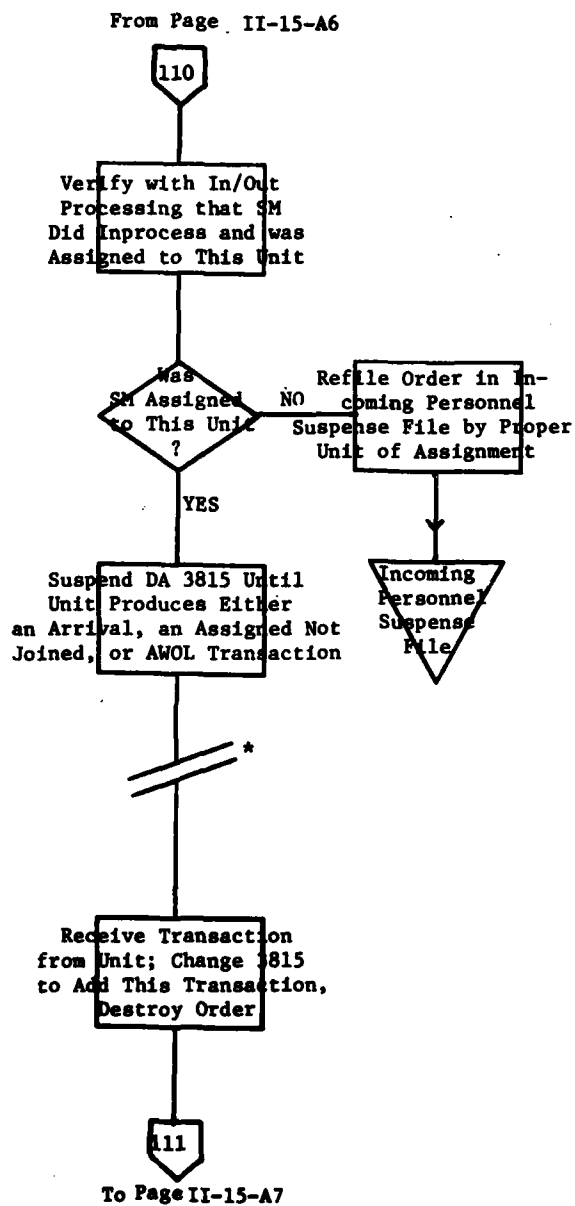 From Page II-15-A6
110
Verify with In/Out
Processing that SM
Did Inprocess and was
Assigned to This Unit
Was
SM Assigned
to This Unit
?
NO
Refile Order in In-
coming Personnel
Suspense File by Proper
Unit of Assignment
Incoming
Personnel
Suspense
File
YES
Suspend DA 3815 Until
Unit Produces Either
an Arrival, an Assigned Not
Joined, or AWOL Transaction
*
Receive Transaction
from Unit; Change 3815
to Add This Transaction,
Destroy Order
111
To Page II-15-A7